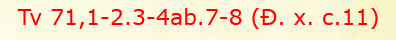 Tv 71,1-2.3-4ab.7-8 (Đ. x. c.11)